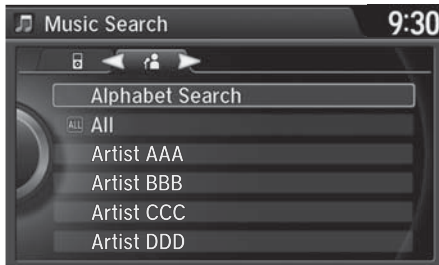 Music Search
9:30
Alphabet Search
ALL All
Artist AAA
Artist BBB
Artist CCC
Artist DDD